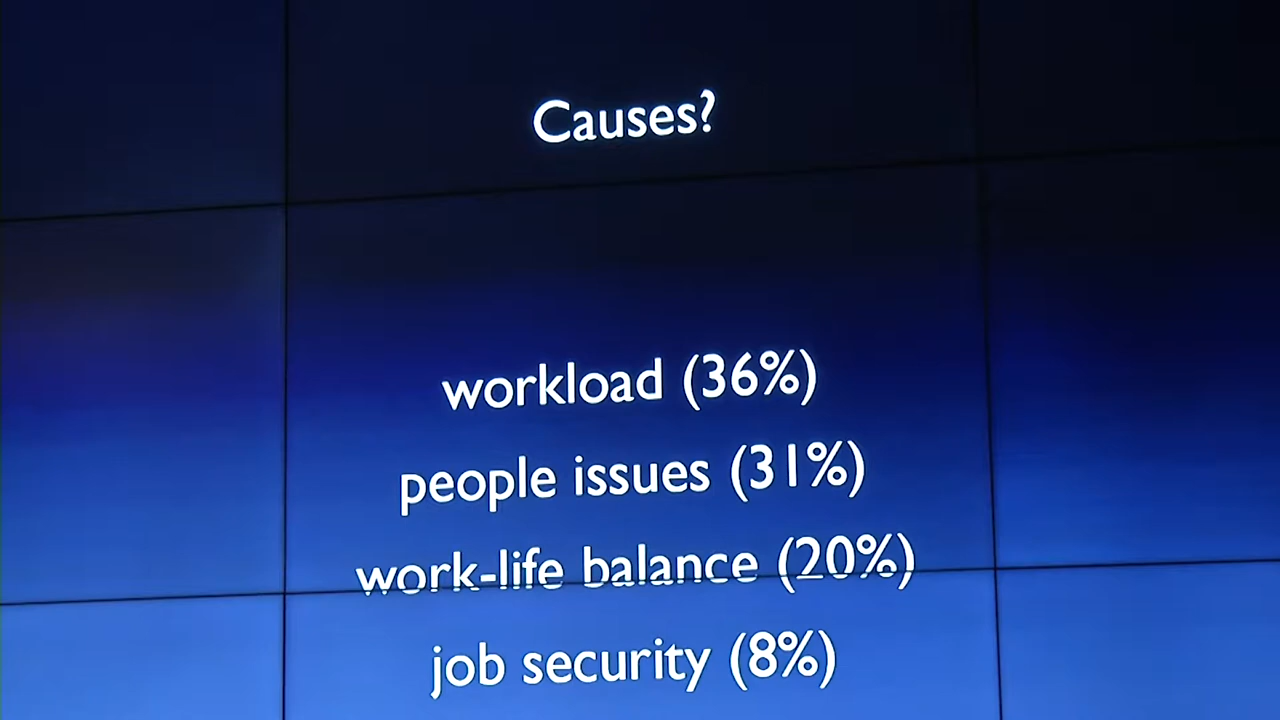 Causes?
workload (36%)
people issues (31%)
work-life balance (20%)
job security (8%)